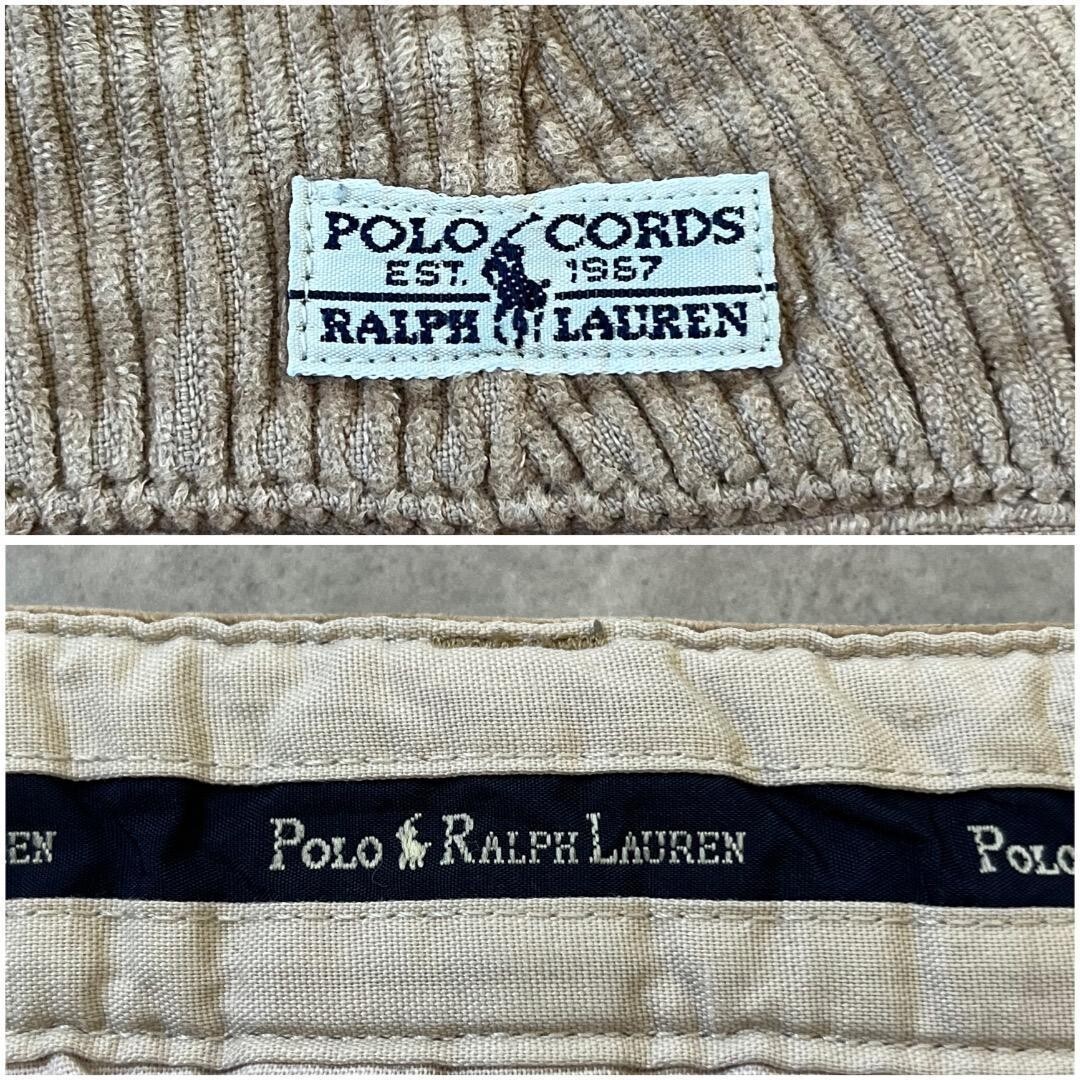 POLO CORDS
EST. 1967
RALPH LAUREN
EN POLO RALPH LAUREN POLO